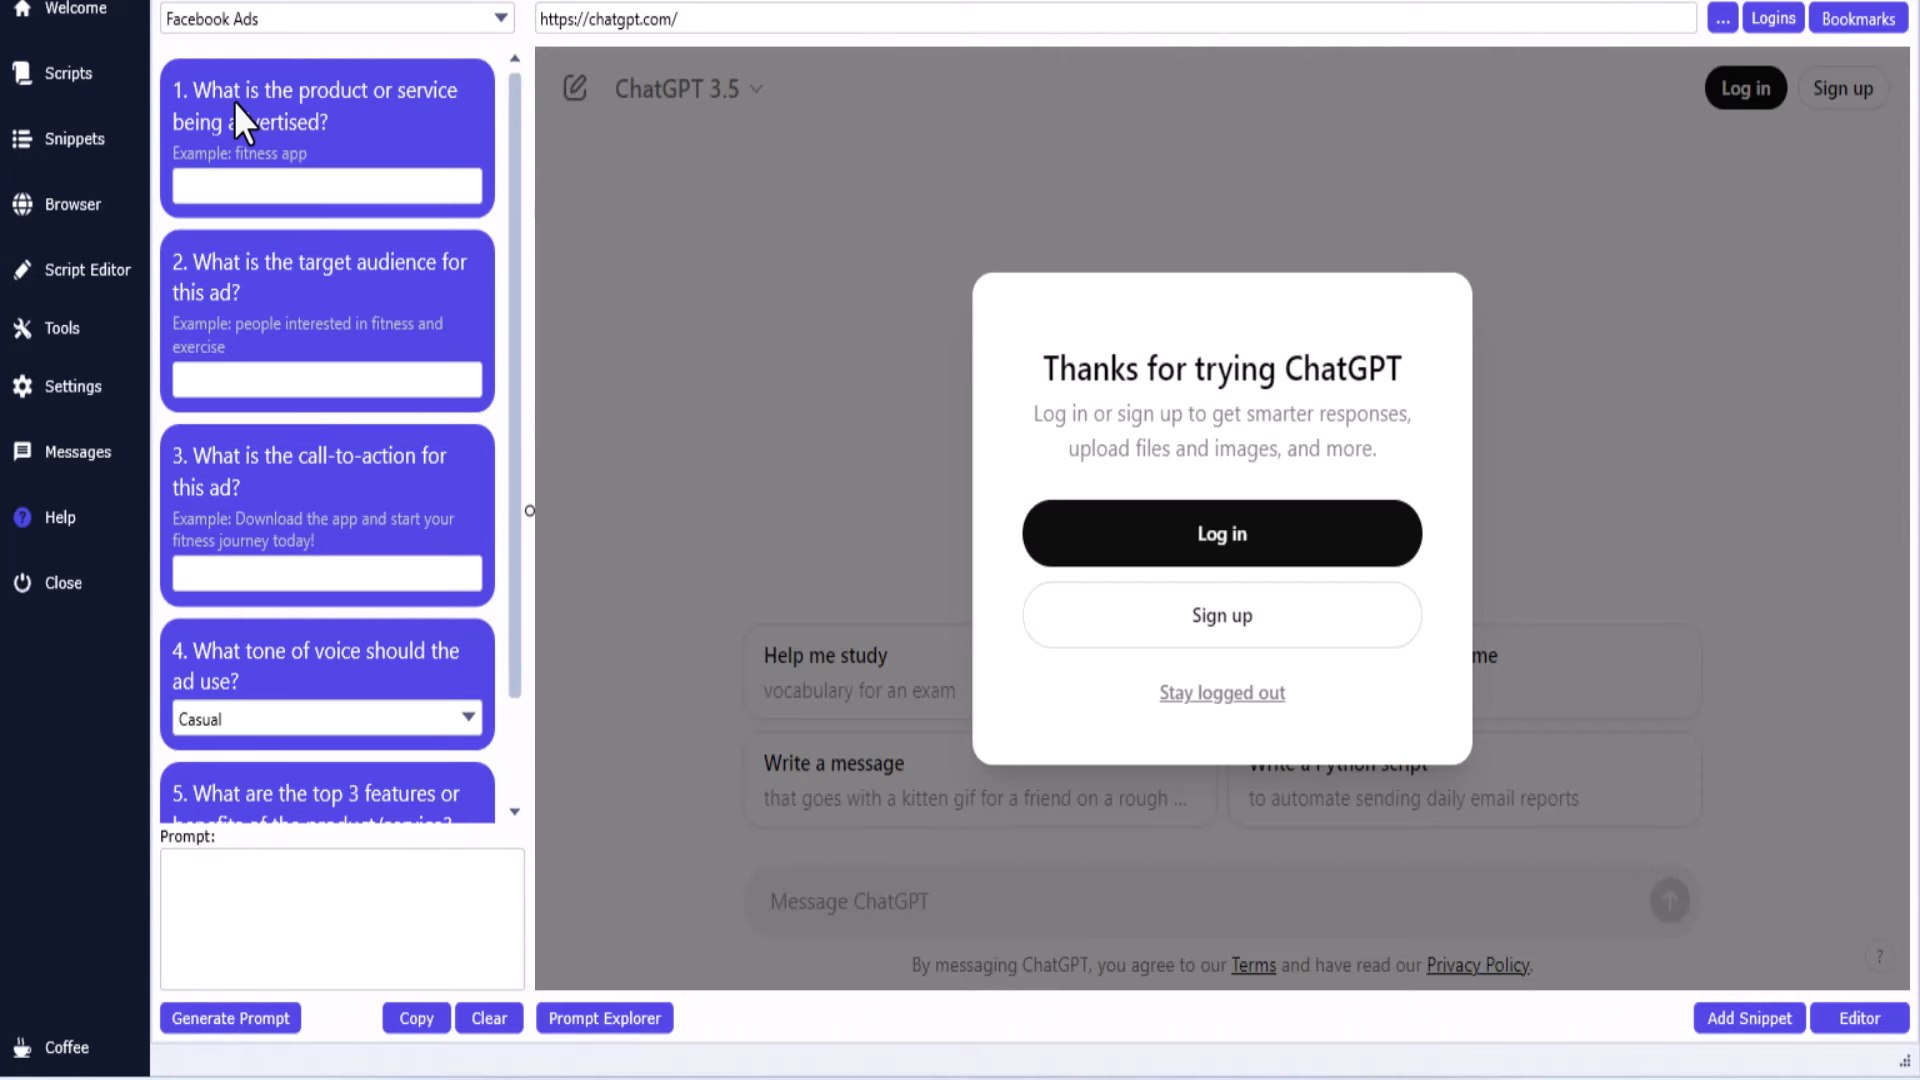 Welcome
Scripts
Snippets
Browser
Script Editor
Tools
Settings
Messages
Help
Close
Coffee
Facebook Ads
1. What is the product or service
being advertised?
Example: fitness app
2. What is the target audience for
this ad?
Example: people interested in fitness and
exercise
3. What is the call-to-action for
this ad?
Example: Download the app and start your
fitness journey today!
4. What tone of voice should the
ad use?
Casual
5. What are the top 3 features or
benefits of the product/service?
Prompt:
Generate Prompt
Copy
Clear
https://chatgpt.com/
...
Logins
Bookmarks
ChatGPT 3.5
Log in
Sign up
Thanks for trying ChatGPT
Log in or sign up to get smarter responses,
upload files and images, and more.
Log in
Sign up
Stay logged out
Help me study
vocabulary for an exam
me
Write a message
that goes with a kitten gif for a friend on a rough ...
Write a Python script
to automate sending daily email reports
Message ChatGPT
By messaging ChatGPT, you agree to our Terms and have read our Privacy Policy.
?
Prompt Explorer
Add Snippet
Editor